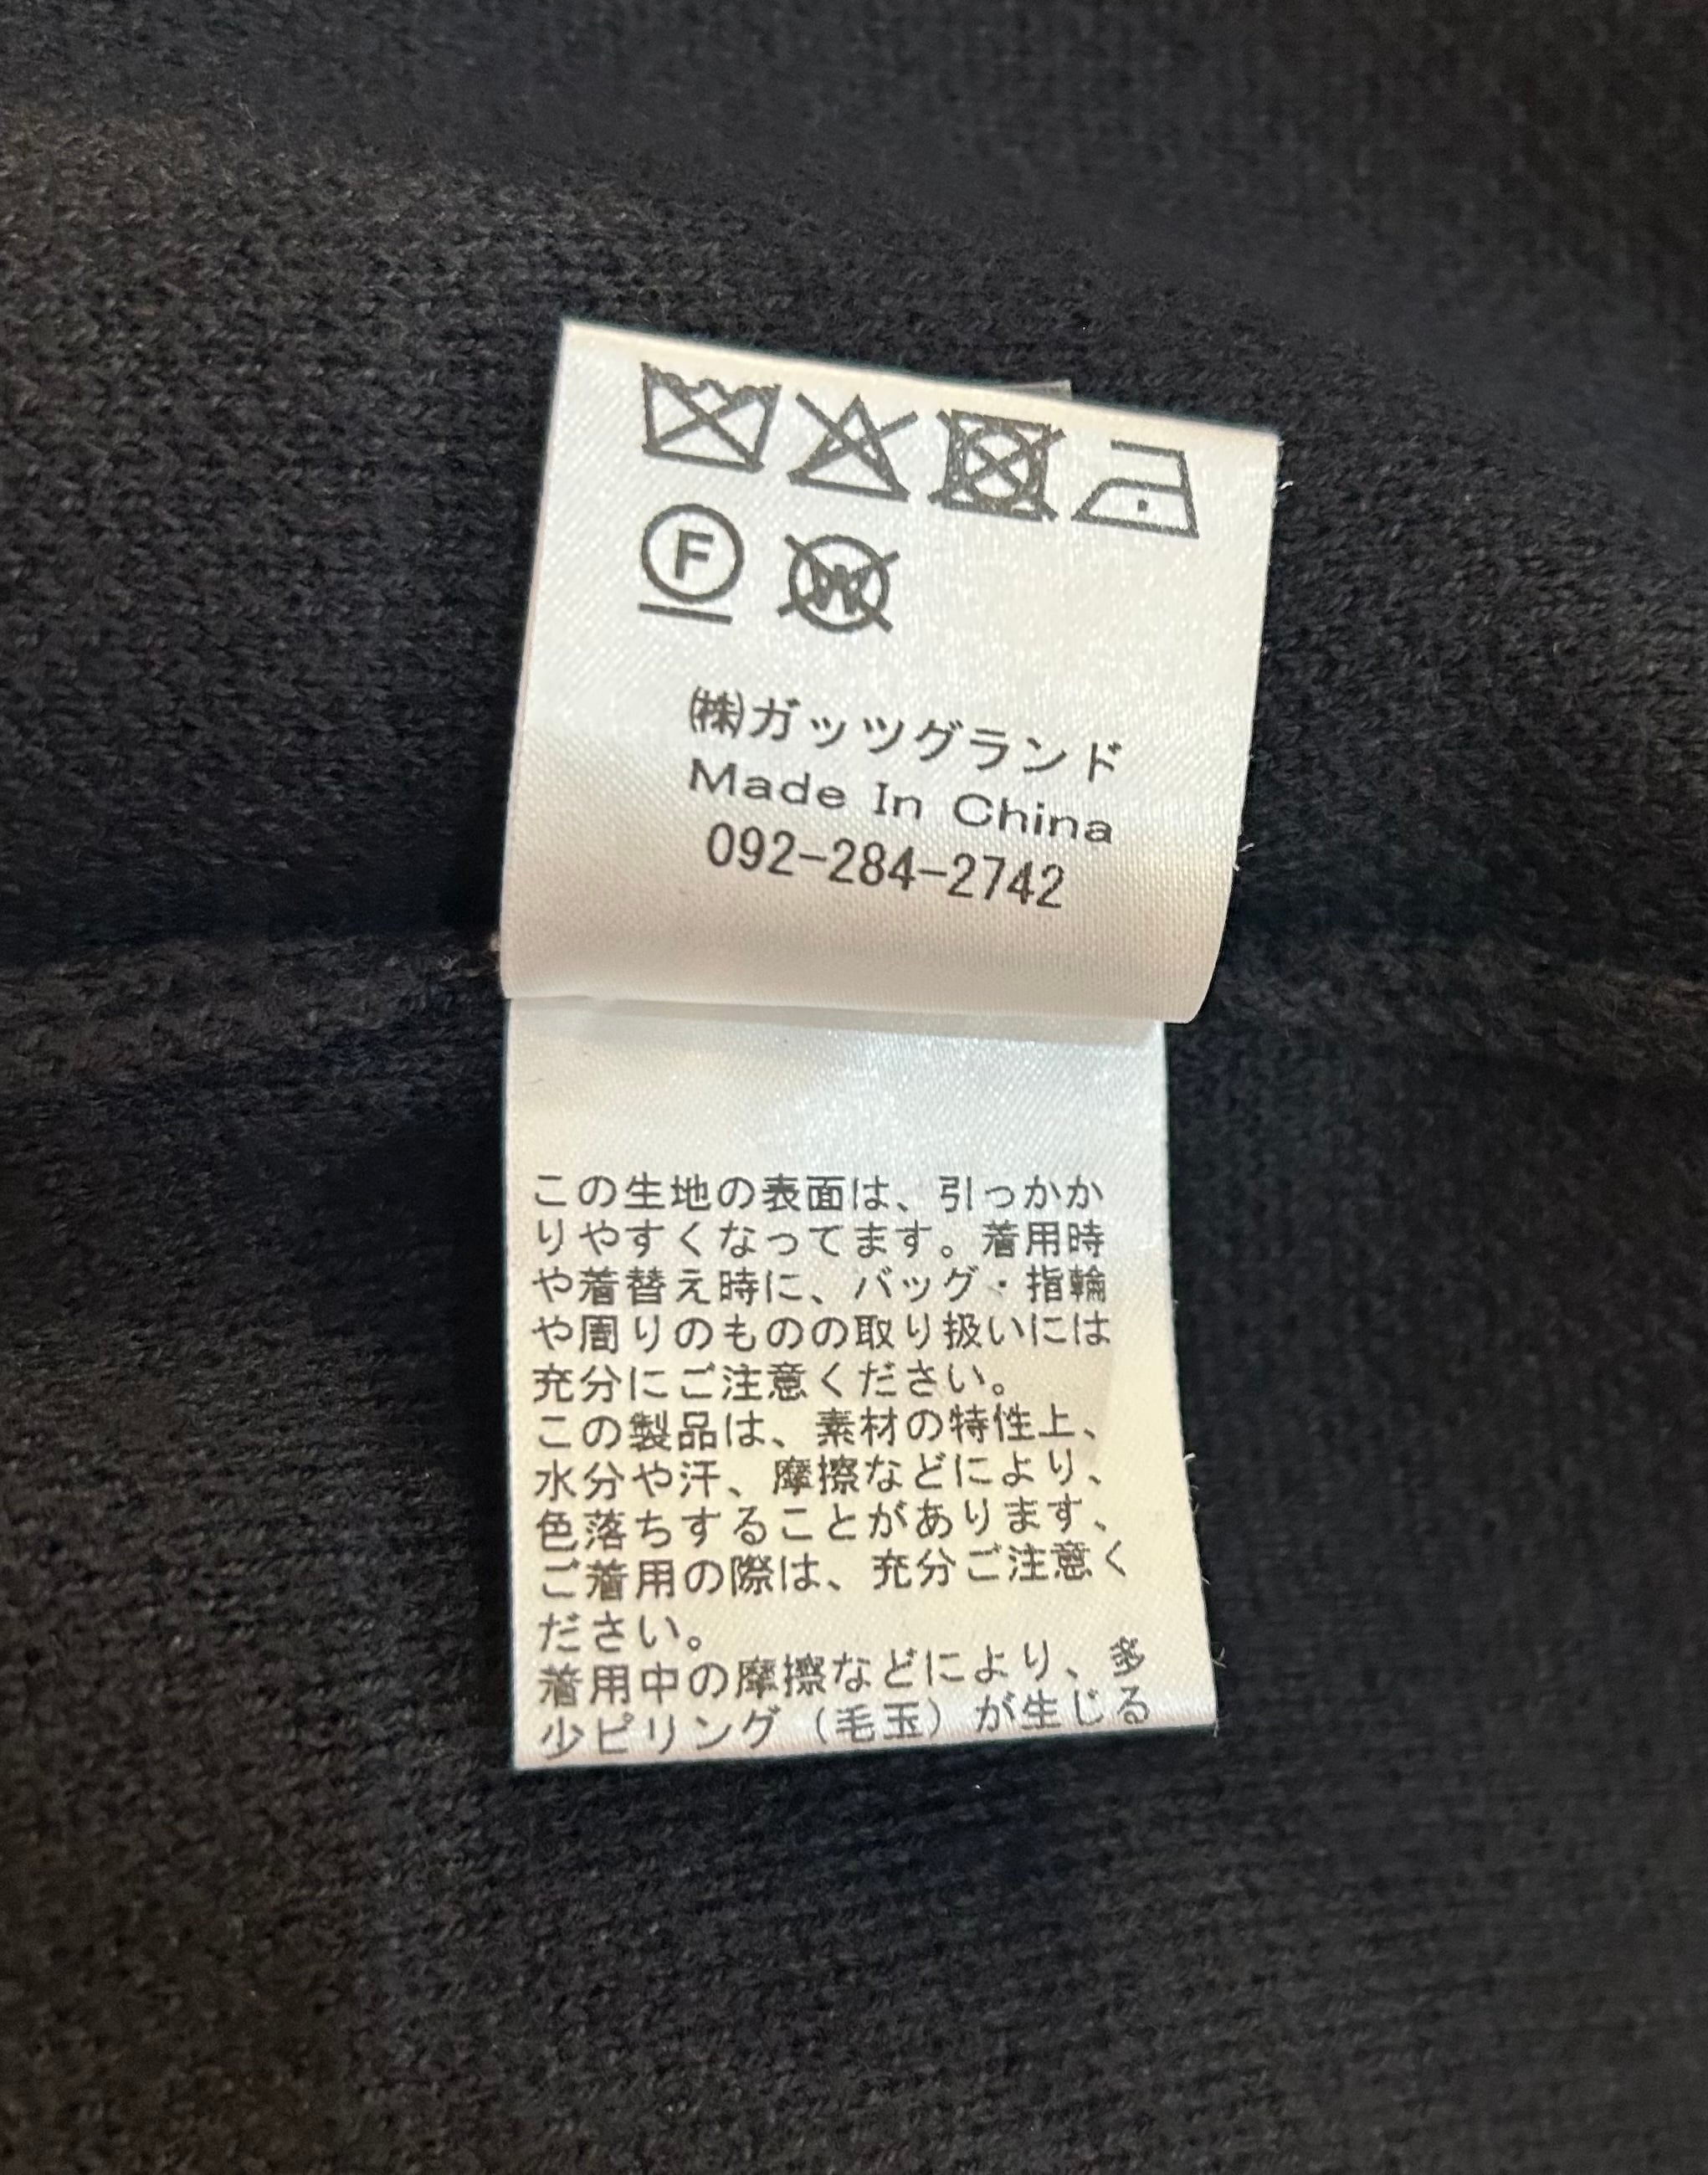 F
W
㈱ガッツグランド
Made In China
092-284-2742
この生地の表面は、引っかか
りやすくなってます。着用時
や着替え時に、バッグ・指輪
や周りのものの取り扱いには
充分にご注意ください。
この製品は、素材の特性上、
水分や汗、摩擦などにより、
色落ちすることがあります、
ご着用の際は、充分ご注意く
ださい。
着用中の摩擦などにより、多
少ピリング（毛玉）が生じる